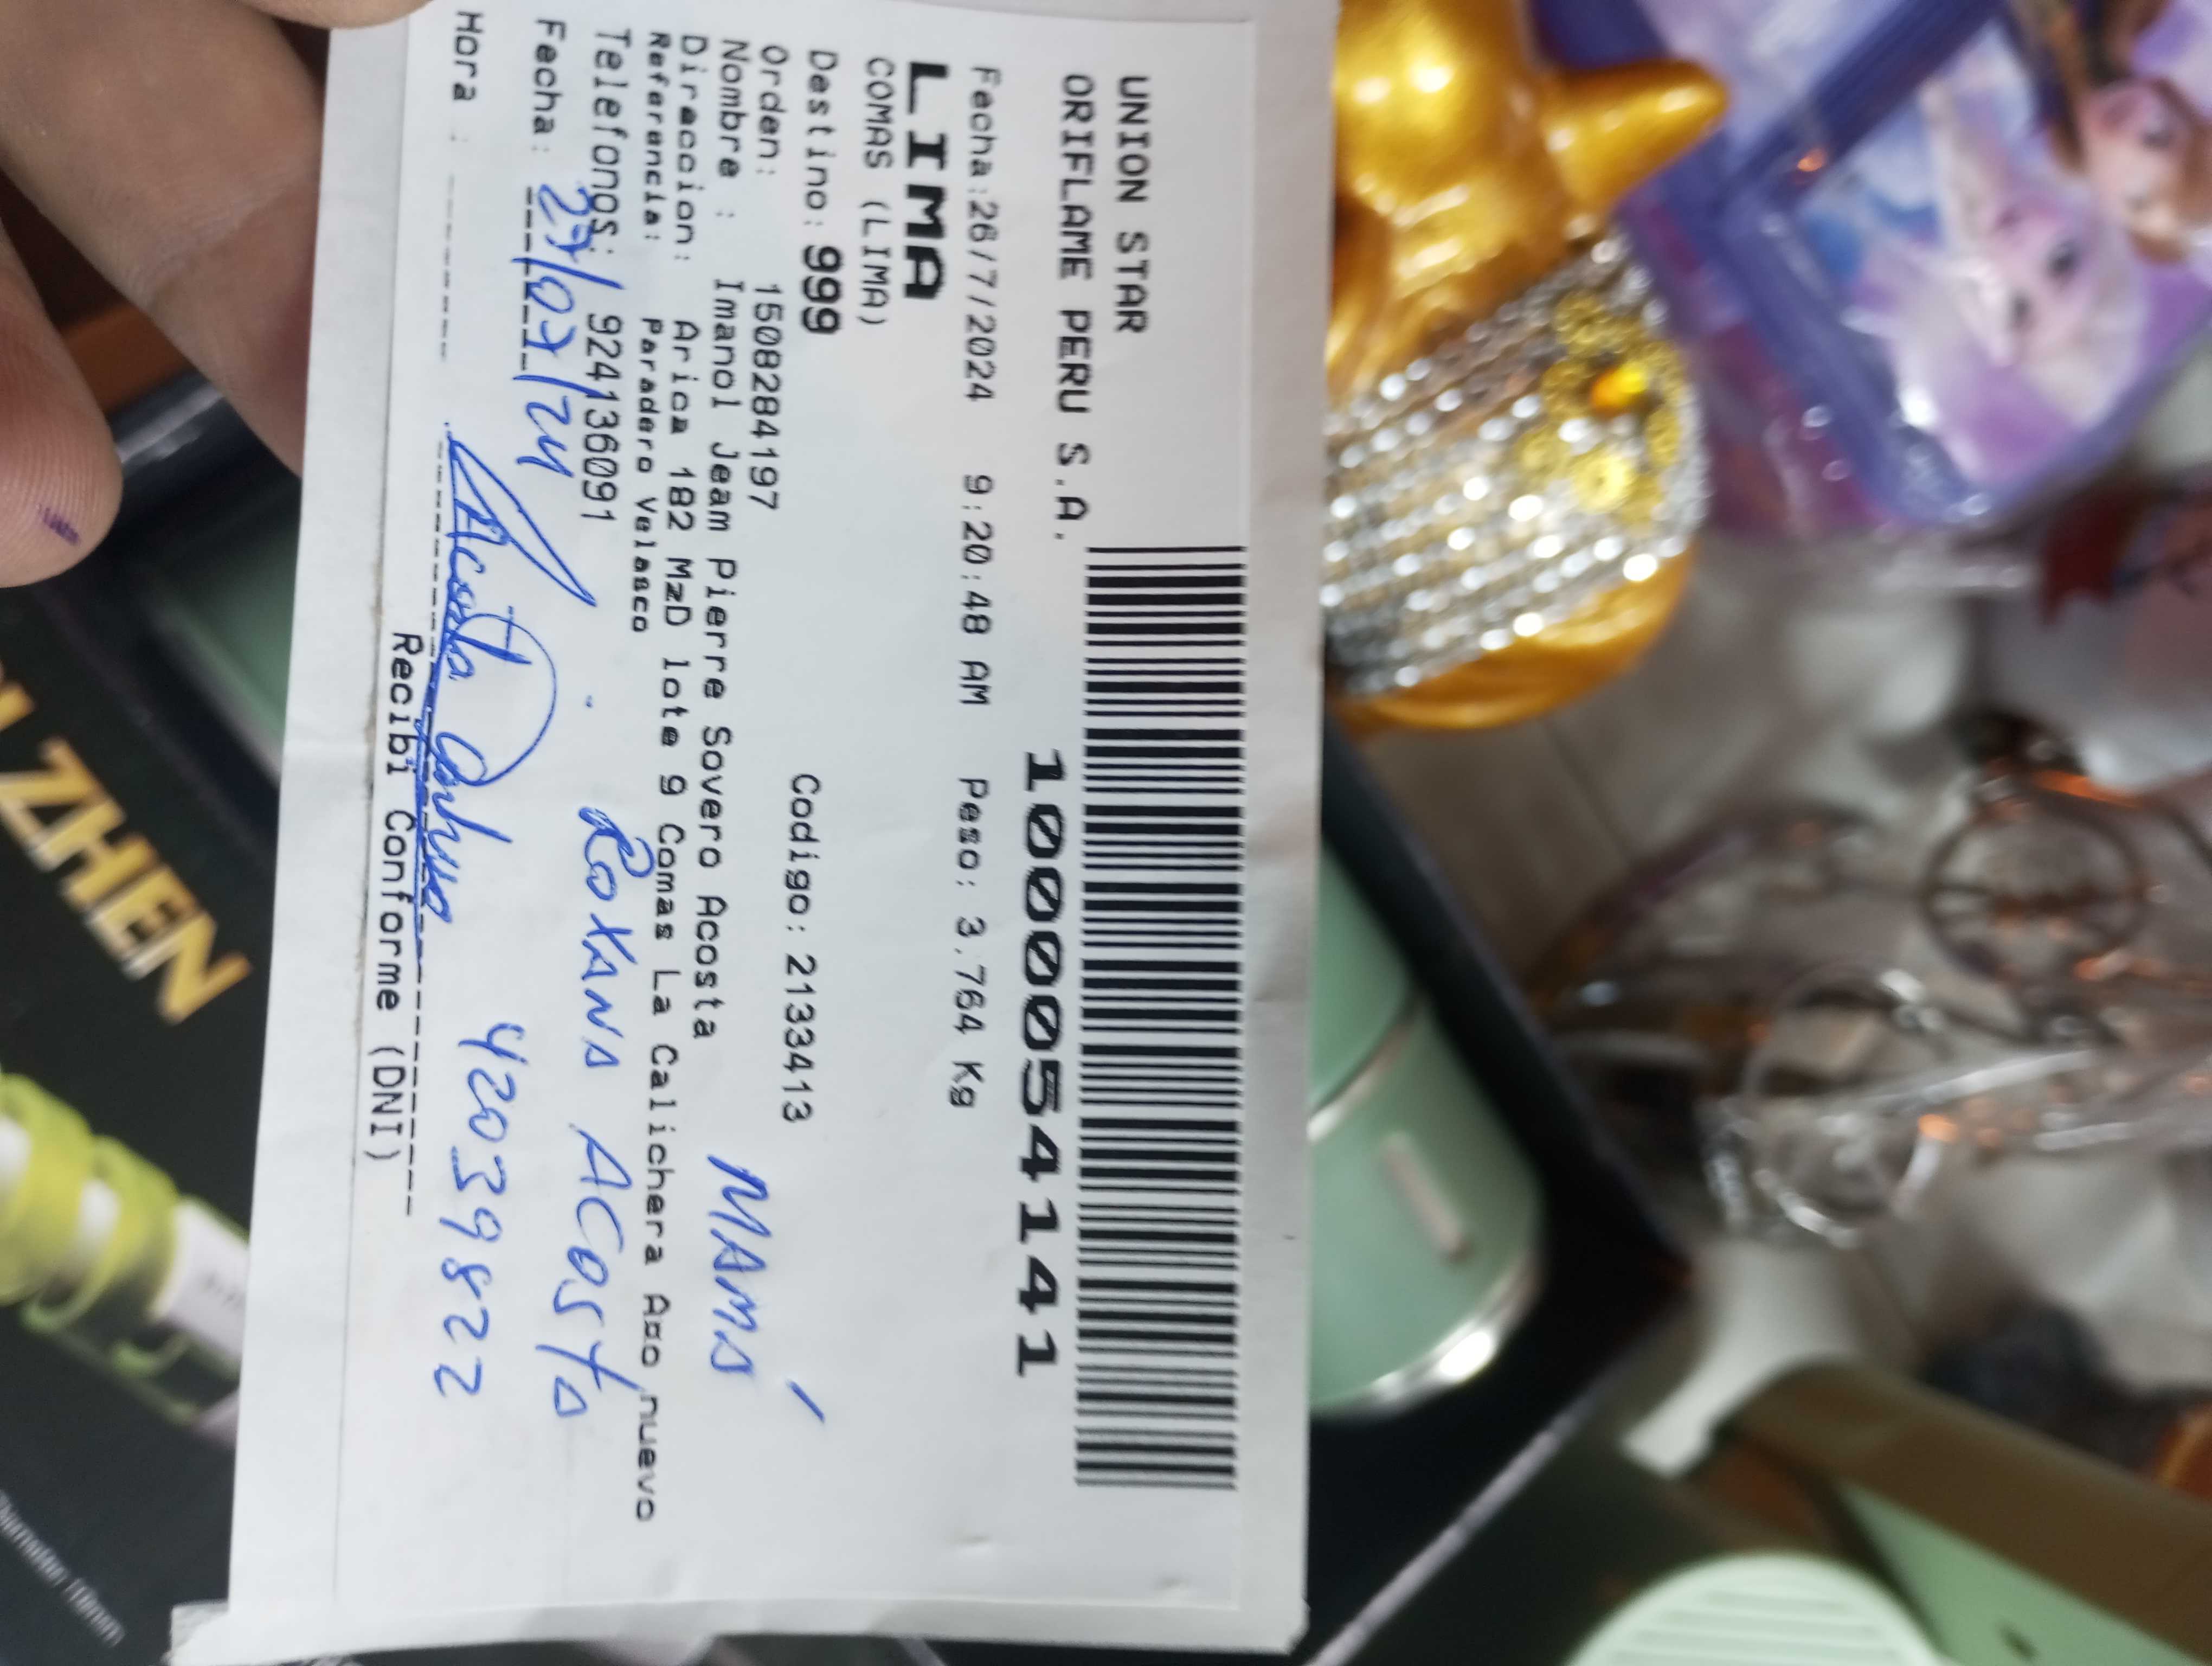 UNION STAR
ORIFLAME PERU S.A.
1000054141
Fecha:26/7/2024 9:20:48 AM Peso: 3.764 Kg
LIMA
COMAS (LIMA)
Destino:999 Codigo: 2133413
Orden: 1508284197
Nombre : Imanol Jeam Pierre Sovero Acosta
MAMÁ
Direccion: Arica 182 MzD lote 9 Comas La Calichera Aso nuevo
Referencia: Paradero Velasco
Telefonos: 924136091
Roxana Acosta
Fecha: 27/07/24
Hora :
Acosta
42039822
Recibi Conforme (DNI)
ZHEN